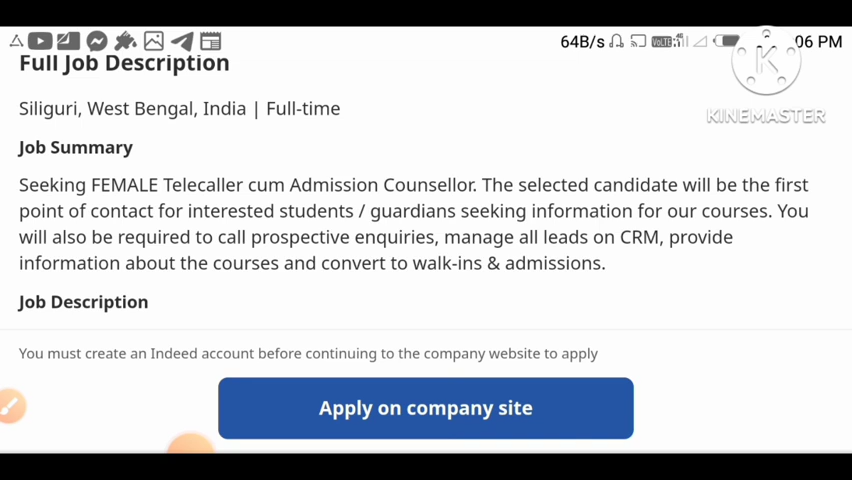 64B/s VoLTE 4G :06 PM
Full Job Description
KINEMASTER
Siliguri, West Bengal, India | Full-time
Job Summary
Seeking FEMALE Telecaller cum Admission Counsellor. The selected candidate will be the first
point of contact for interested students / guardians seeking information for our courses. You
will also be required to call prospective enquiries, manage all leads on CRM, provide
information about the courses and convert to walk-ins & admissions.
Job Description
You must create an Indeed account before continuing to the company website to apply
Apply on company site